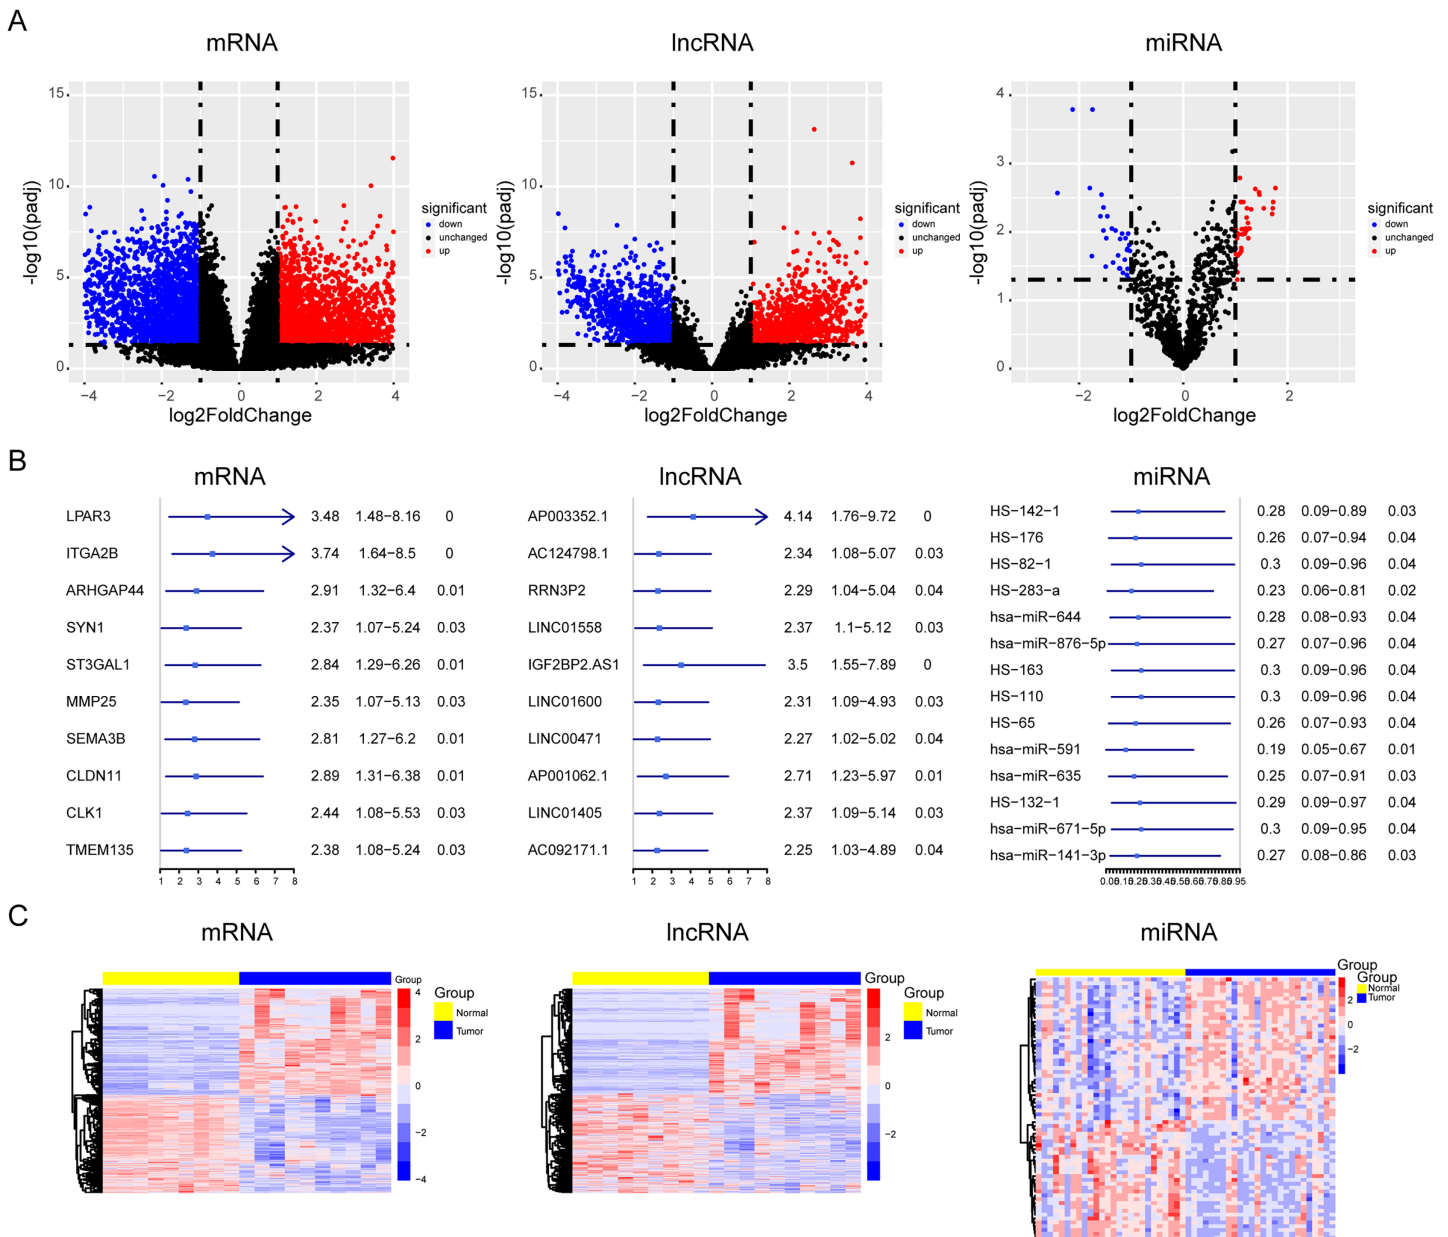 A
mRNA
lncRNA
miRNA
-log10(padj)
15
10
5
0
−4
−2
0
2
4
log2FoldChange
significant
down
unchanged
up
-log10(padj)
15
10
5
0
−4
−2
0
2
4
log2FoldChange
significant
down
unchanged
up
-log10(padj)
4
3
2
1
0
−2
0
2
log2FoldChange
significant
down
unchanged
up
B
mRNA
LPAR3 3.48 1.48−8.16 0
ITGA2B 3.74 1.64−8.5 0
ARHGAP44 2.91 1.32−6.4 0.01
SYN1 2.37 1.07−5.24 0.03
ST3GAL1 2.84 1.29−6.26 0.01
MMP25 2.35 1.07−5.13 0.03
SEMA3B 2.81 1.27−6.2 0.01
CLDN11 2.89 1.31−6.38 0.01
CLK1 2.44 1.08−5.53 0.03
TMEM135 2.38 1.08−5.24 0.03
1 2 3 4 5 6 7 8
lncRNA
AP003352.1 4.14 1.76−9.72 0
AC124798.1 2.34 1.08−5.07 0.03
RRN3P2 2.29 1.04−5.04 0.04
LINC01558 2.37 1.1−5.12 0.03
IGF2BP2.AS1 3.5 1.55−7.89 0
LINC01600 2.31 1.09−4.93 0.03
LINC00471 2.27 1.02−5.02 0.04
AP001062.1 2.71 1.23−5.97 0.01
LINC01405 2.37 1.09−5.14 0.03
AC092171.1 2.25 1.03−4.89 0.04
1 2 3 4 5 6 7 8
miRNA
HS−142−1 0.28 0.09−0.89 0.03
HS−176 0.26 0.07−0.94 0.04
HS−82−1 0.3 0.09−0.96 0.04
HS−283−a 0.23 0.06−0.81 0.02
hsa−miR−644 0.28 0.08−0.93 0.04
hsa−miR−876−5p 0.27 0.07−0.96 0.04
HS−163 0.3 0.09−0.96 0.04
HS−110 0.3 0.09−0.96 0.04
HS−65 0.26 0.07−0.93 0.04
hsa−miR−591 0.19 0.05−0.67 0.01
hsa−miR−635 0.25 0.07−0.91 0.03
HS−132−1 0.29 0.09−0.97 0.04
hsa−miR−671−5p 0.3 0.09−0.95 0.04
hsa−miR−141−3p 0.27 0.08−0.86 0.03
C
mRNA
Group
4
2
0
−2
−4
Group
Normal
Tumor
lncRNA
Group
2
0
−2
Group
Normal
Tumor
miRNA
Group
2
0
−2
Group
Normal
Tumor